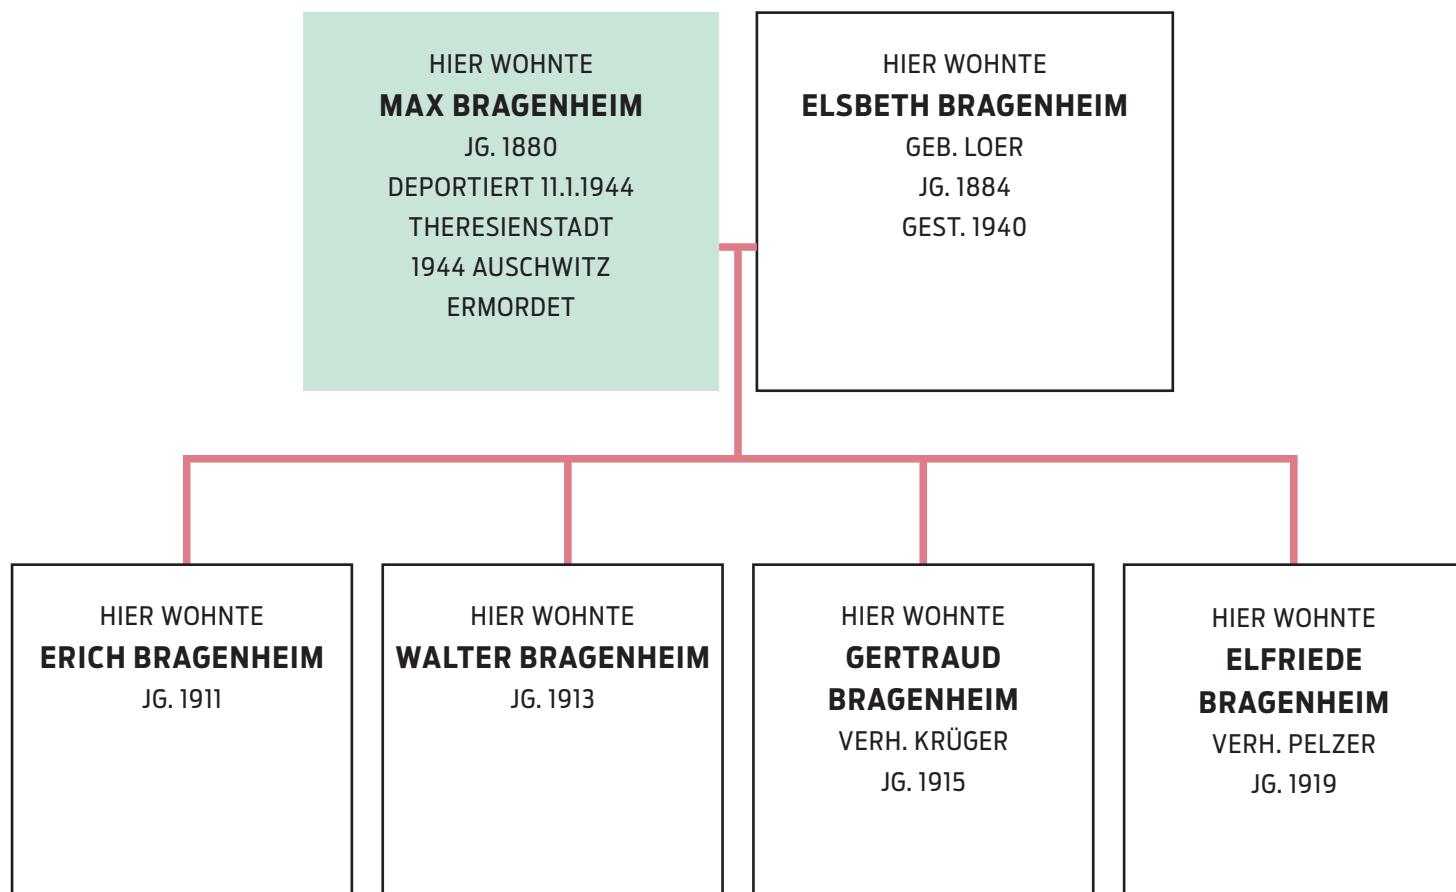 HIER WOHNTE
MAX BRAGENHEIM
JG. 1880
DEPORTIERT 11.1.1944
THERESIENSTADT
1944 AUSCHWITZ
ERMORDET
HIER WOHNTE
ELSBETH BRAGENHEIM
GEB. LOER
JG. 1884
GEST. 1940
HIER WOHNTE
ERICH BRAGENHEIM
JG. 1911
HIER WOHNTE
WALTER BRAGENHEIM
JG. 1913
HIER WOHNTE
GERTRAUD
BRAGENHEIM
VERH. KRÜGER
JG. 1915
HIER WOHNTE
ELFRIEDE
BRAGENHEIM
VERH. PELZER
JG. 1919